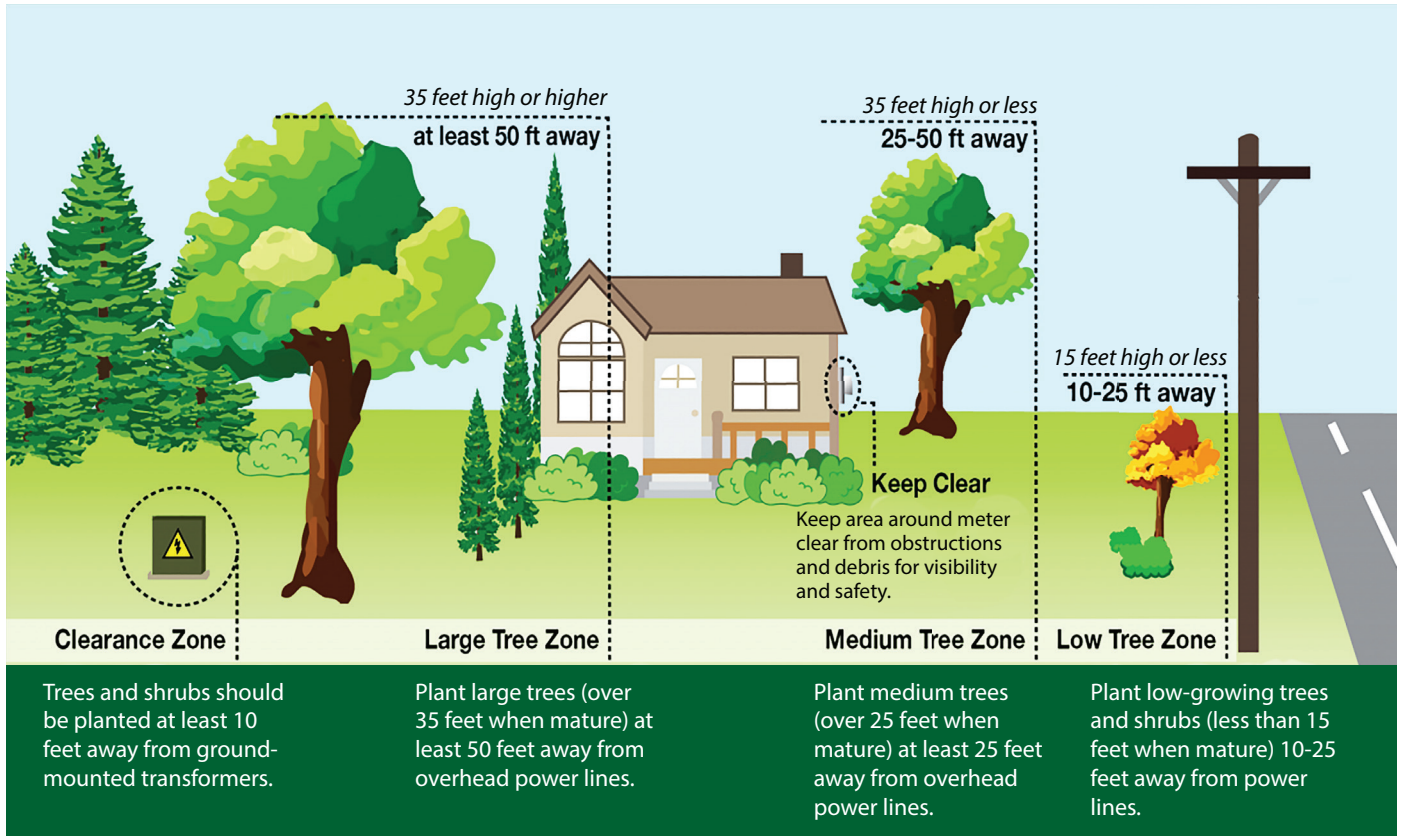 35 feet high or higher
at least 50 ft away
35 feet high or less
25-50 ft away
15 feet high or less
10-25 ft away
Keep Clear
Keep area around meter
clear from obstructions
and debris for visibility
and safety.
Clearance Zone
Large Tree Zone
Medium Tree Zone
Low Tree Zone
Trees and shrubs should
be planted at least 10
feet away from ground-
mounted transformers.
Plant large trees (over
35 feet when mature) at
least 50 feet away from
overhead power lines.
Plant medium trees
(over 25 feet when
mature) at least 25 feet
away from overhead
power lines.
Plant low-growing trees
and shrubs (less than 15
feet when mature) 10-25
feet away from power
lines.